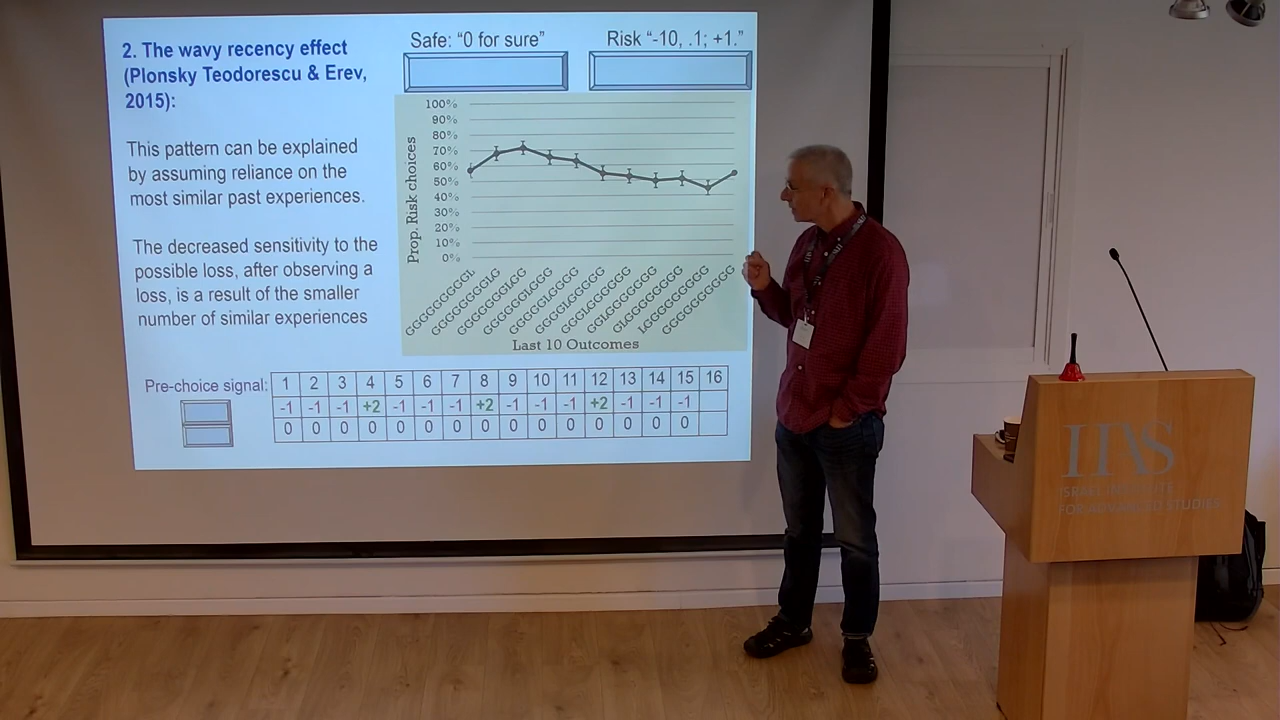 2. The wavy recency effect
(Plonsky Teodorescu & Erev,
2015):
This pattern can be explained
by assuming reliance on the
most similar past experiences.
The decreased sensitivity to the
possible loss, after observing a
loss, is a result of the smaller
number of similar experiences
Safe: “0 for sure”
Risk “-10, .1; +1.”
Prop. Risk choices
100%
90%
80%
70%
60%
50%
40%
30%
20%
10%
0%
GGGGGGGGGL
GGGGGGGGLG
GGGGGGGLGG
GGGGGGLGGG
GGGGGLGGGG
GGGGLGGGGG
GGGLGGGGGG
GGLGGGGGGG
GLGGGGGGGG
LGGGGGGGGG
GGGGGGGGGG
Last 10 Outcomes
Pre-choice signal:
1 2 3 4 5 6 7 8 9 10 11 12 13 14 15 16
-1 -1 -1 +2 -1 -1 -1 +2 -1 -1 -1 +2 -1 -1 -1
0 0 0 0 0 0 0 0 0 0 0 0 0 0 0
IIAS
ISRAEL INSTITUTE
FOR ADVANCED STUDIES